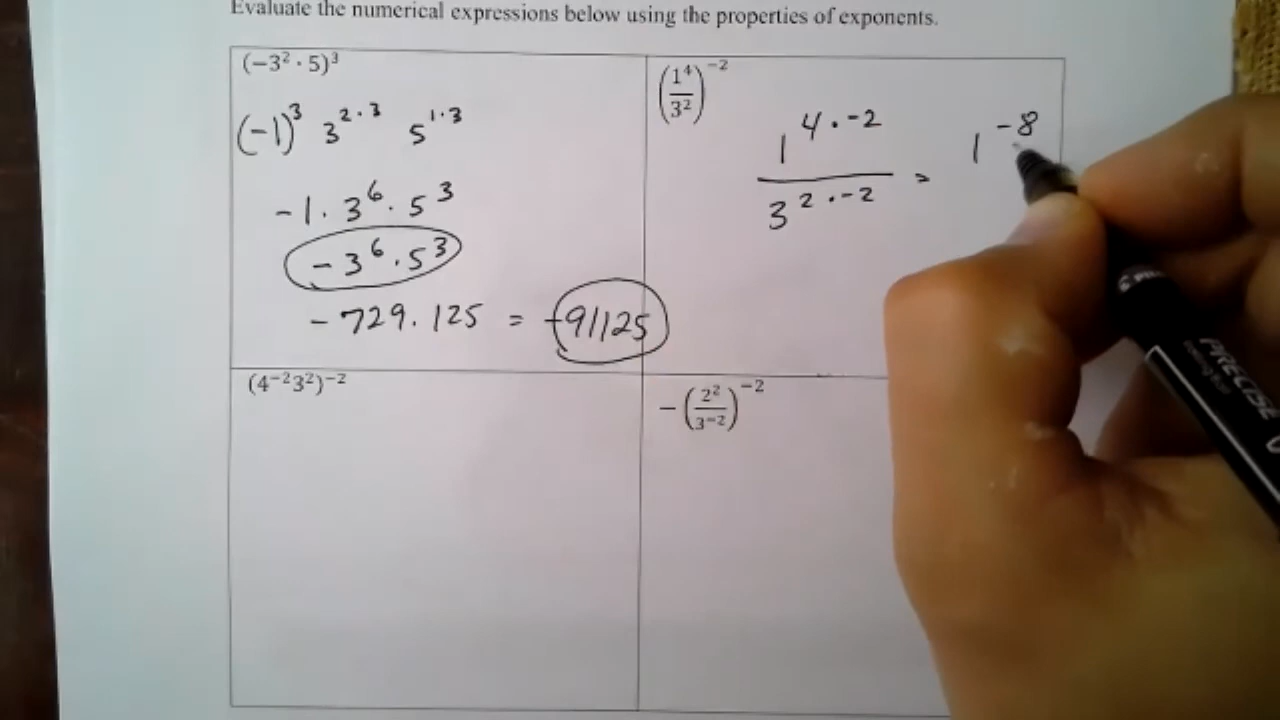 Evaluate the numerical expressions below using the properties of exponents.
(−3² · 5)³
(-1)³ 3^{2·3} 5^{1·3}
-1 · 3⁶ · 5³
-3⁶ · 5³
-729 · 125 = -91125
(1⁴/3²)⁻²
1^{4·-2}/3^{2·-2} = 1⁻⁸
(4⁻²3²)⁻²
−(2²/3⁻²)⁻²
PRECISE